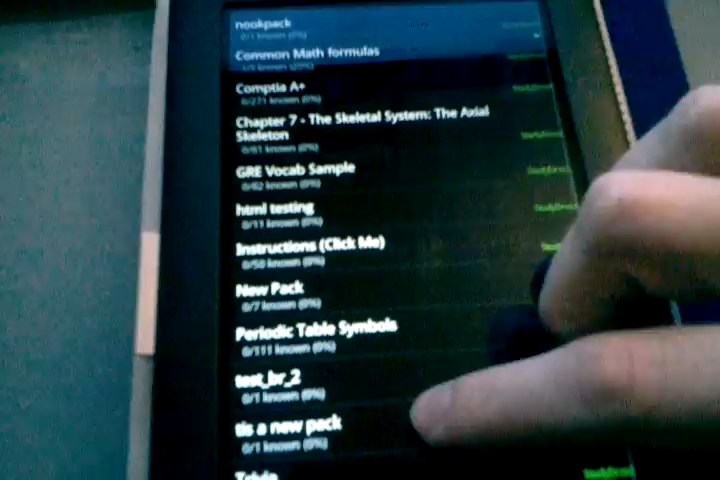 nookpack
Common Math formulas
Comptia A+
0/271 known (0%)
Chapter 7 - The Skeletal System: The Axial
Skeleton
0/61 known (0%)
GRE Vocab Sample
0/62 known (0%)
html testing
0/11 known (0%)
Instructions (Click Me)
0/50 known (0%)
New Pack
0/7 known (0%)
Periodic Table Symbols
0/111 known (0%)
test_br_2
0/1 known (0%)
tis a new pack
0/1 known (0%)
Trivia